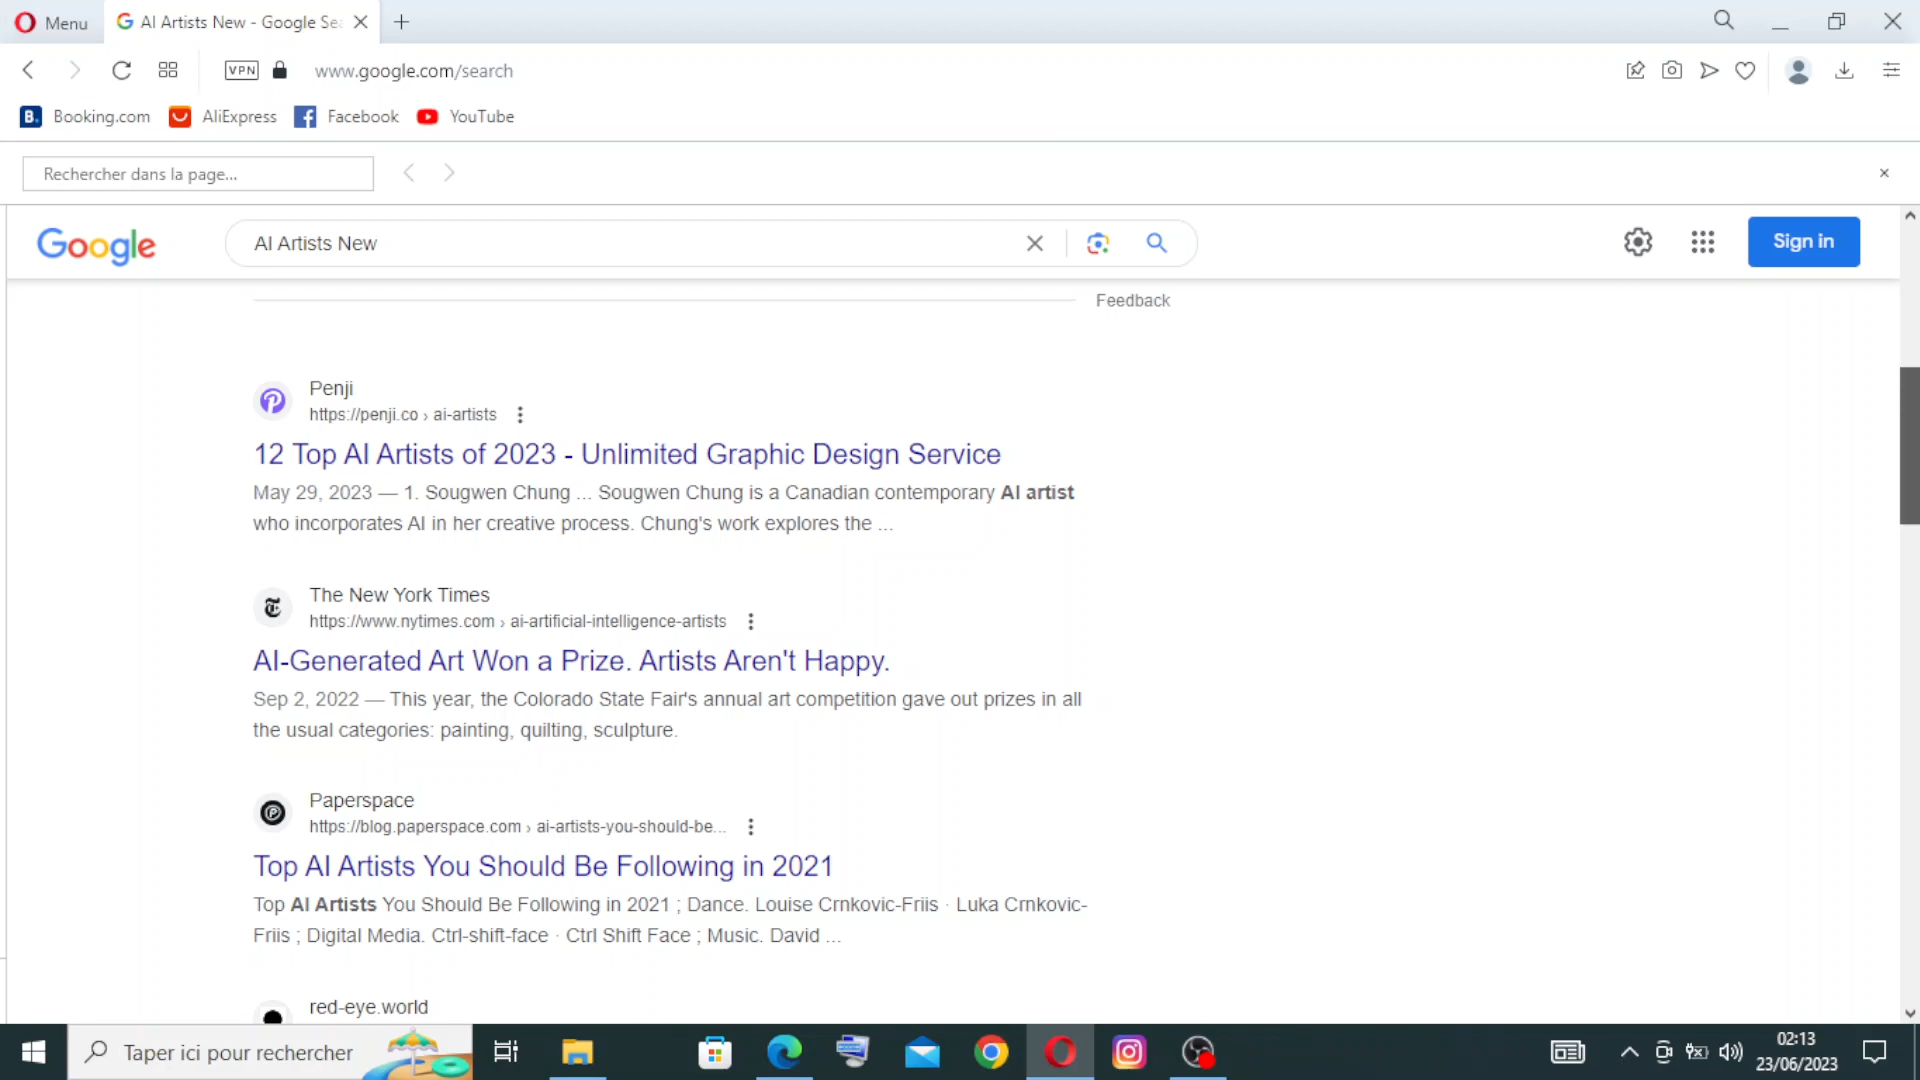 Menu
AI Artists New - Google Sea
VPN
www.google.com/search
Booking.com
AliExpress
Facebook
YouTube
Rechercher dans la page...
Google
AI Artists New
Sign in
Feedback
Penji
https://penji.co › ai-artists
12 Top AI Artists of 2023 - Unlimited Graphic Design Service
May 29, 2023 — 1. Sougwen Chung ... Sougwen Chung is a Canadian contemporary AI artist
who incorporates AI in her creative process. Chung's work explores the ...
The New York Times
https://www.nytimes.com › ai-artificial-intelligence-artists
AI-Generated Art Won a Prize. Artists Aren't Happy.
Sep 2, 2022 — This year, the Colorado State Fair's annual art competition gave out prizes in all
the usual categories: painting, quilting, sculpture.
Paperspace
https://blog.paperspace.com › ai-artists-you-should-be...
Top AI Artists You Should Be Following in 2021
Top AI Artists You Should Be Following in 2021 ; Dance. Louise Crnkovic-Friis · Luka Crnkovic-
Friis ; Digital Media. Ctrl-shift-face · Ctrl Shift Face ; Music. David ...
red-eye.world
Taper ici pour rechercher
02:13
23/06/2023